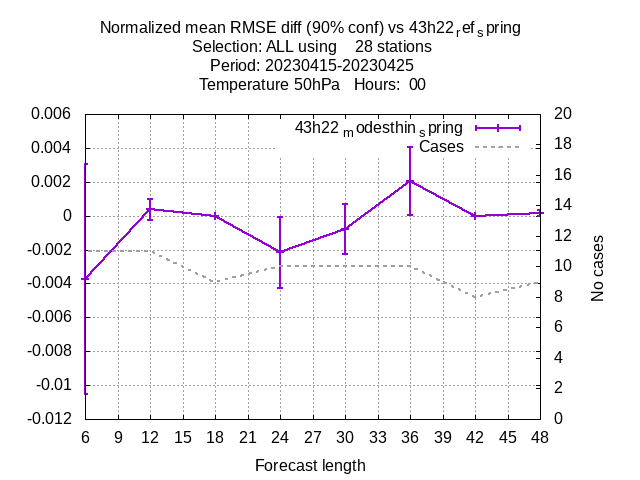 Normalized mean RMSE diff (90% conf) vs 43h22ref spring
Selection: ALL using    28 stations
Period: 20230415-20230425
Temperature 50hPa   Hours:  00
43h22modesthinspring
Cases
0.006
0.004
0.002
0
-0.002
-0.004
-0.006
-0.008
-0.01
-0.012
20
18
16
14
12
10
8
6
4
2
0
No cases
6 9 12 15 18 21 24 27 30 33 36 39 42 45 48
Forecast length